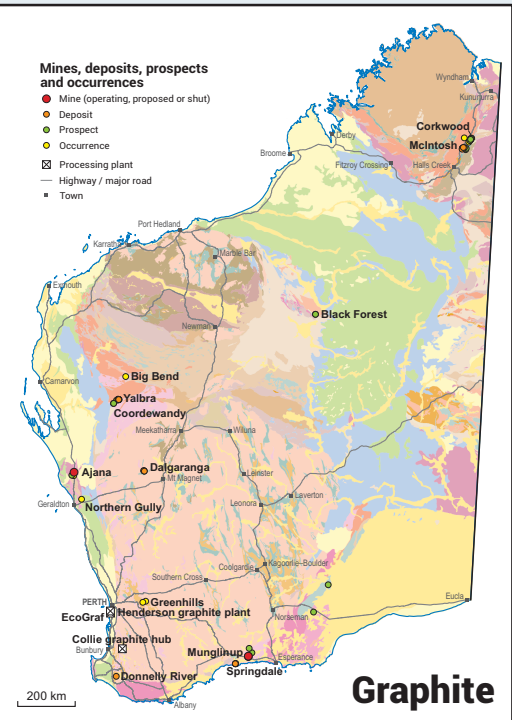 Mines, deposits, prospects
and occurrences
Mine (operating, proposed or shut)
Deposit
Prospect
Occurrence
Processing plant
Highway / major road
Town
Wyndham
Kununurra
Corkwood
McIntosh
Derby
Broome
Fitzroy Crossing
Halls Creek
Port Hedland
Karratha
Marble Bar
Exmouth
Black Forest
Newman
Big Bend
Carnarvon
Yalbra
Coordewandy
Meekatharra
Wiluna
Ajana
Dalgaranga
Mt Magnet
Leinster
Laverton
Leonora
Geraldton
Northern Gully
Coolgardie
Kalgoorlie–Boulder
Southern Cross
Eucla
PERTH
Greenhills
Henderson graphite plant
EcoGraf
Norseman
Collie graphite hub
Bunbury
Munglinup
Esperance
Springdale
Donnelly River
Albany
200 km
Graphite